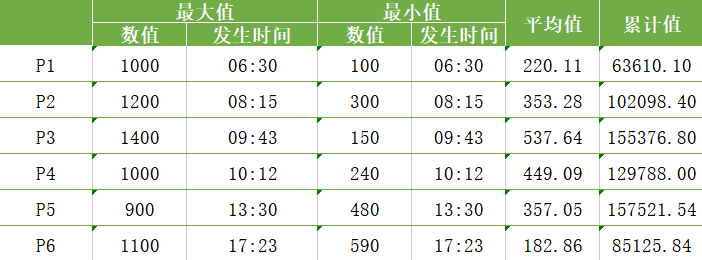 最大值 最小值 平均值 累计值
数值 发生时间 数值 发生时间
P1 1000 06:30 100 06:30 220.11 63610.10
P2 1200 08:15 300 08:15 353.28 102098.40
P3 1400 09:43 150 09:43 537.64 155376.80
P4 1000 10:12 240 10:12 449.09 129788.00
P5 900 13:30 480 13:30 357.05 157521.54
P6 1100 17:23 590 17:23 182.86 85125.84